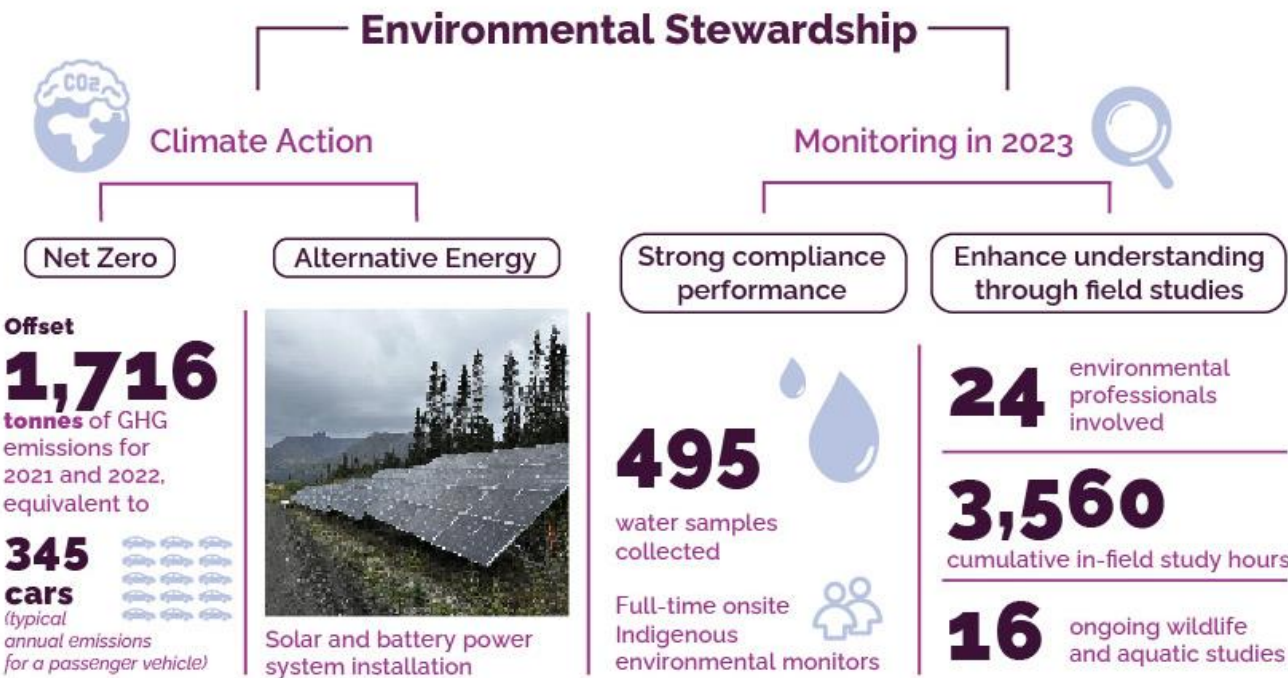 Environmental Stewardship
CO2
Climate Action
Net Zero
Offset
1,716
tonnes of GHG
emissions for
2021 and 2022,
equivalent to
345
cars
(typical
annual emissions
for a passenger vehicle)
Alternative Energy
Solar and battery power
system installation
Monitoring in 2023
Strong compliance
performance
495
water samples
collected
Full-time onsite
Indigenous
environmental monitors
Enhance understanding
through field studies
24
environmental
professionals
involved
3,560
cumulative in-field study hours
16
ongoing wildlife
and aquatic studies